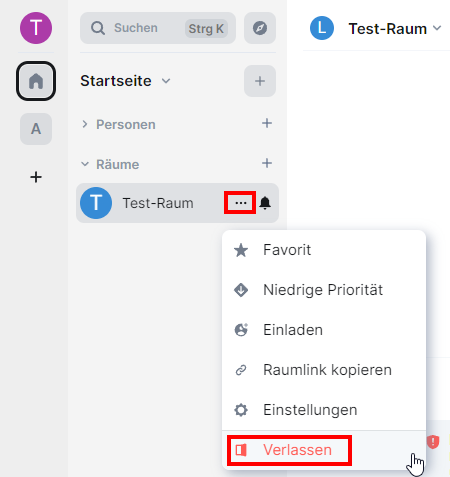 T
Suchen Strg K
L Test-Raum
Startseite
Personen
A
Räume
T Test-Raum
Favorit
Niedrige Priorität
Einladen
Raumlink kopieren
Einstellungen
Verlassen